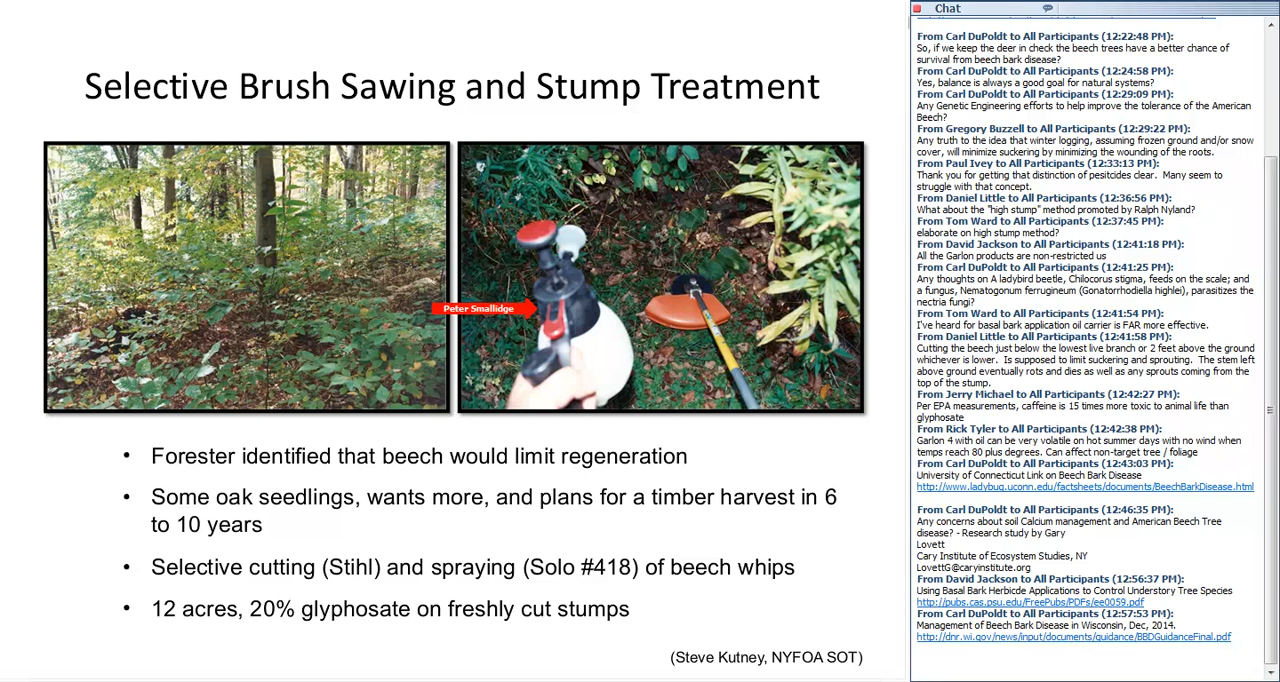 Selective Brush Sawing and Stump Treatment
Peter Smallidge
• Forester identified that beech would limit regeneration
• Some oak seedlings, wants more, and plans for a timber harvest in 6
to 10 years
• Selective cutting (Stihl) and spraying (Solo #418) of beech whips
• 12 acres, 20% glyphosate on freshly cut stumps
(Steve Kutney, NYFOA SOT)
Chat
From Carl DuPoldt to All Participants (12:22:48 PM):
So, if we keep the deer in check the beech trees have a better chance of
survival from beech bark disease?
From Carl DuPoldt to All Participants (12:24:58 PM):
Yes, balance is always a good goal for natural systems?
From Carl DuPoldt to All Participants (12:29:09 PM):
Any Genetic Engineering efforts to help improve the tolerance of the American
Beech?
From Gregory Buzzell to All Participants (12:29:22 PM):
Any truth to the idea that winter logging, assuming frozen ground and/or snow
cover, will minimize suckering by minimizing the wounding of the roots.
From Paul Ivey to All Participants (12:33:13 PM):
Thank you for getting that distinction of pesitcides clear.  Many seem to
struggle with that concept.
From Daniel Little to All Participants (12:36:56 PM):
What about the "high stump" method promoted by Ralph Nyland?
From Tom Ward to All Participants (12:37:45 PM):
elaborate on high stump method?
From David Jackson to All Participants (12:41:18 PM):
All the Garlon products are non-restricted us
From Carl DuPoldt to All Participants (12:41:25 PM):
Any thoughts on A ladybird beetle, Chilocorus stigma, feeds on the scale; and
a fungus, Nematogonum ferrugineum (Gonatorrhodella highlei), parasitizes the
nectria fungi?
From Tom Ward to All Participants (12:41:54 PM):
I've heard for basal bark application oil carrier is FAR more effective.
From Daniel Little to All Participants (12:41:58 PM):
Cutting the beech just below the lowest live branch or 2 feet above the ground
whichever is lower.  Is supposed to limit suckering and sprouting.  The stem left
above ground eventually rots and dies as well as any sprouts coming from the
top of the stump.
From Jerry Michael to All Participants (12:42:27 PM):
Per EPA measurements, caffeine is 15 times more toxic to animal life than
glyphosate
From Rick Tyler to All Participants (12:42:38 PM):
Garlon 4 with oil can be very volatile on hot summer days with no wind when
temps reach 80 plus degrees. Can affect non-target tree / foliage
From Carl DuPoldt to All Participants (12:43:03 PM):
University of Connecticut Link on Beech Bark Disease
http://www.ladybug.uconn.edu/factsheets/documents/BeechBarkDisease.html
From Carl DuPoldt to All Participants (12:46:35 PM):
Any concerns about soil Calcium management and American Beech Tree
disease? - Research study by Gary
Lovett
Cary Institute of Ecosystem Studies, NY
LovettG@caryinstitute.org
From David Jackson to All Participants (12:56:37 PM):
Using Basal Bark Herbicde Applications to Control Understory Tree Species
http://pubs.cas.psu.edu/FreePubs/PDFs/ee0059.pdf
From Carl DuPoldt to All Participants (12:57:53 PM):
Management of Beech Bark Disease in Wisconsin, Dec, 2014.
http://dnr.wi.gov/news/input/documents/guidance/BBDGuidanceFinal.pdf